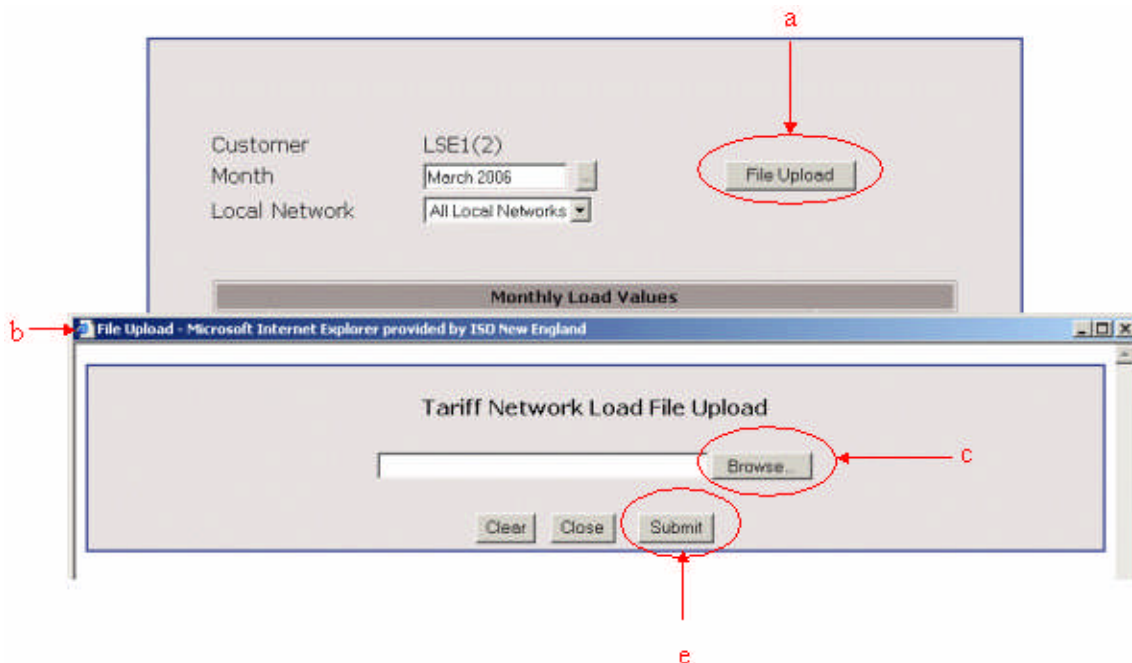 a
Customer LSE1(2)
Month March 2006 ... File Upload
Local Network All Local Networks
Monthly Load Values
b File Upload - Microsoft Internet Explorer provided by ISO New England
Tariff Network Load File Upload
Browse... c
Clear Close Submit
e